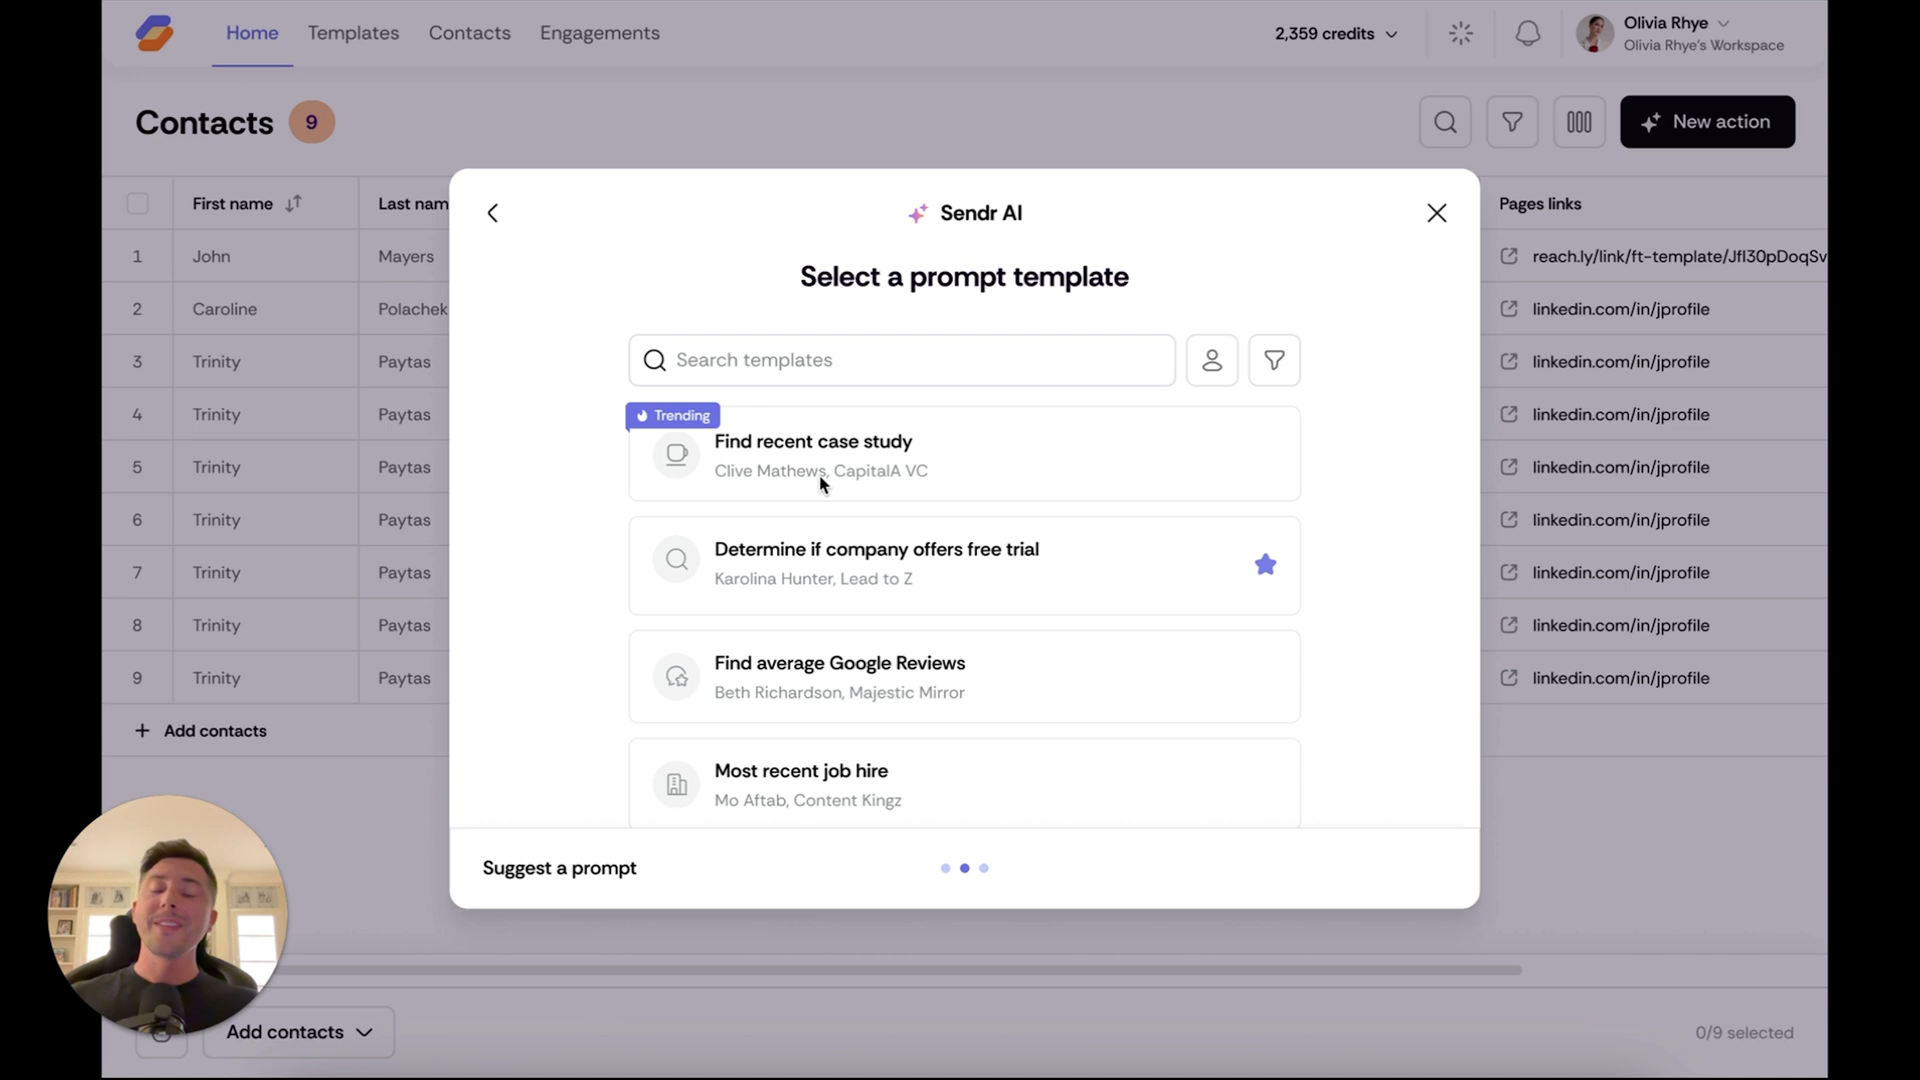 Home Templates Contacts Engagements
2,359 credits
Olivia Rhye
Olivia Rhye's Workspace
Contacts 9
New action
First name Last nam Pages links
1 John Mayers reach.ly/link/ft-template/JfI30pDoqSv
2 Caroline Polachek linkedin.com/in/jprofile
3 Trinity Paytas linkedin.com/in/jprofile
4 Trinity Paytas linkedin.com/in/jprofile
5 Trinity Paytas linkedin.com/in/jprofile
6 Trinity Paytas linkedin.com/in/jprofile
7 Trinity Paytas linkedin.com/in/jprofile
8 Trinity Paytas linkedin.com/in/jprofile
9 Trinity Paytas linkedin.com/in/jprofile
+ Add contacts
Sendr AI
Select a prompt template
Search templates
Trending
Find recent case study
Clive Mathews, CapitalA VC
Determine if company offers free trial
Karolina Hunter, Lead to Z
Find average Google Reviews
Beth Richardson, Majestic Mirror
Most recent job hire
Mo Aftab, Content Kingz
Suggest a prompt
Add contacts
0/9 selected